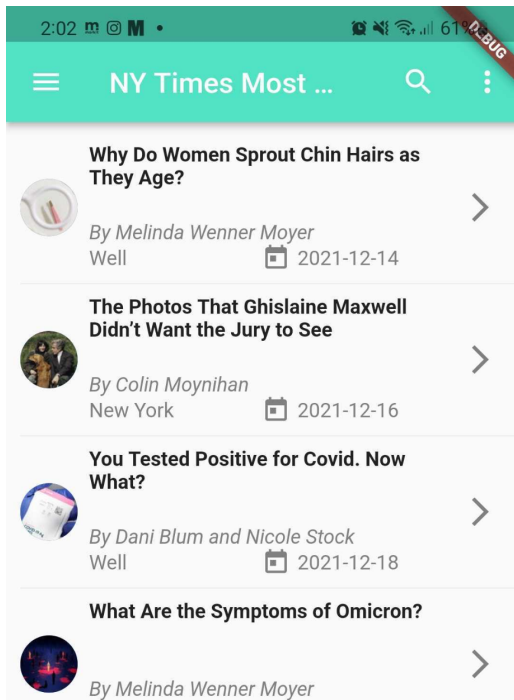 2:02 m M • 61%
DEBUG
NY Times Most ...
Why Do Women Sprout Chin Hairs as
They Age?
By Melinda Wenner Moyer
Well 2021-12-14
The Photos That Ghislaine Maxwell
Didn’t Want the Jury to See
By Colin Moynihan
New York 2021-12-16
You Tested Positive for Covid. Now
What?
By Dani Blum and Nicole Stock
Well 2021-12-18
What Are the Symptoms of Omicron?
By Melinda Wenner Moyer